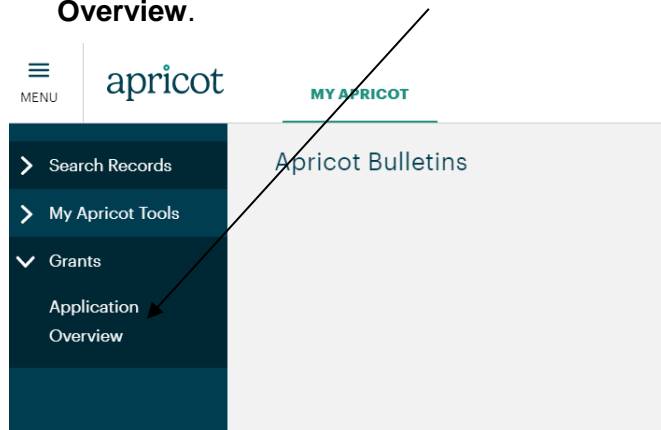 Overview.
MENU
apricot
MY APRICOT
Search Records
Apricot Bulletins
My Apricot Tools
Grants
Application
Overview